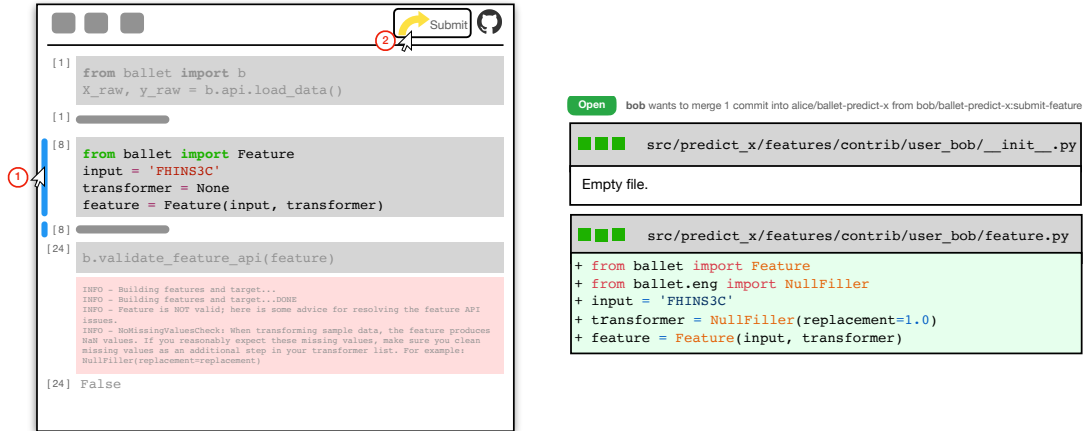 Submit
2
[1]
from ballet import b
X_raw, y_raw = b.api.load_data()
[1]
[8]
1
from ballet import Feature
input = 'FHINS3C'
transformer = None
feature = Feature(input, transformer)
[8]
[24]
b.validate_feature_api(feature)
INFO - Building features and target...
INFO - Building features and target...DONE
INFO - Feature is NOT valid; here is some advice for resolving the feature API
issues.
INFO - NoMissingValuesCheck: When transforming sample data, the feature produces
NaN values. If you reasonably expect these missing values, make sure you clean
missing values as an additional step in your transformer list. For example:
NullFiller(replacement=replacement)
[24] False
Open bob wants to merge 1 commit into alice/ballet-predict-x from bob/ballet-predict-x:submit-feature
src/predict_x/features/contrib/user_bob/__init__.py
Empty file.
src/predict_x/features/contrib/user_bob/feature.py
+ from ballet import Feature
+ from ballet.eng import NullFiller
+ input = 'FHINS3C'
+ transformer = NullFiller(replacement=1.0)
+ feature = Feature(input, transformer)